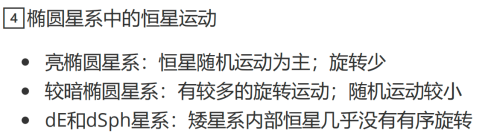 4 椭圆星系中的恒星运动
• 亮椭圆星系：恒星随机运动为主；旋转少
• 较暗椭圆星系：有较多的旋转运动；随机运动较小
• dE和dSph星系：矮星系内部恒星几乎没有有序旋转